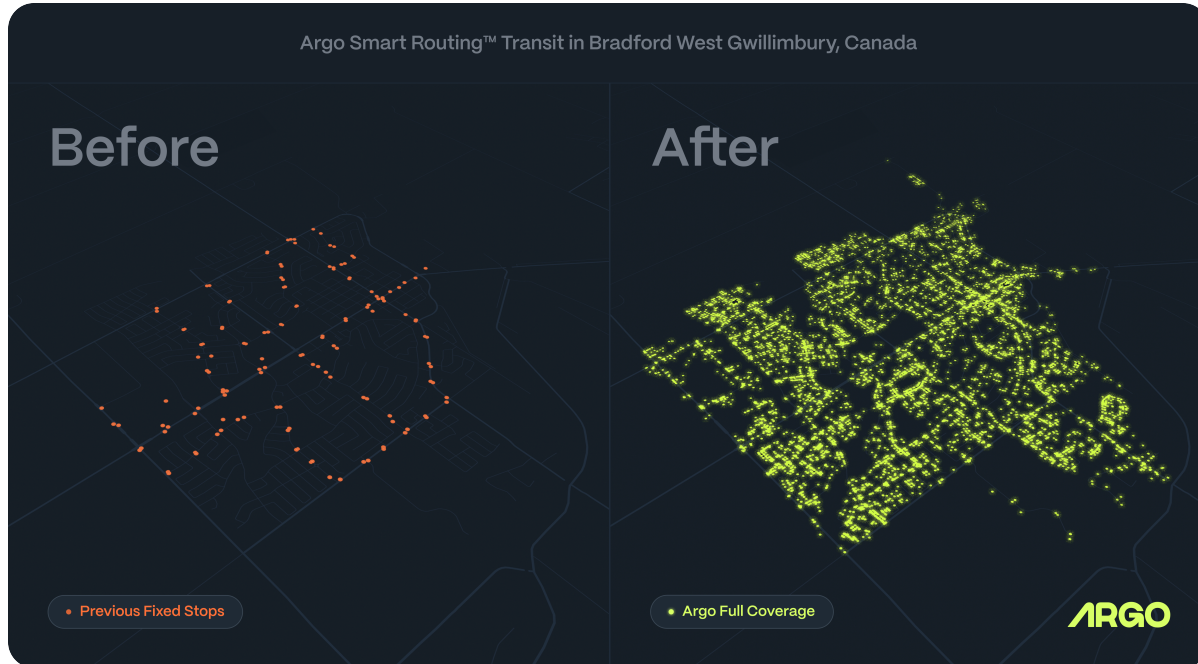 Argo Smart Routing™ Transit in Bradford West Gwillimbury, Canada
Before
After
Previous Fixed Stops
Argo Full Coverage
ARGO